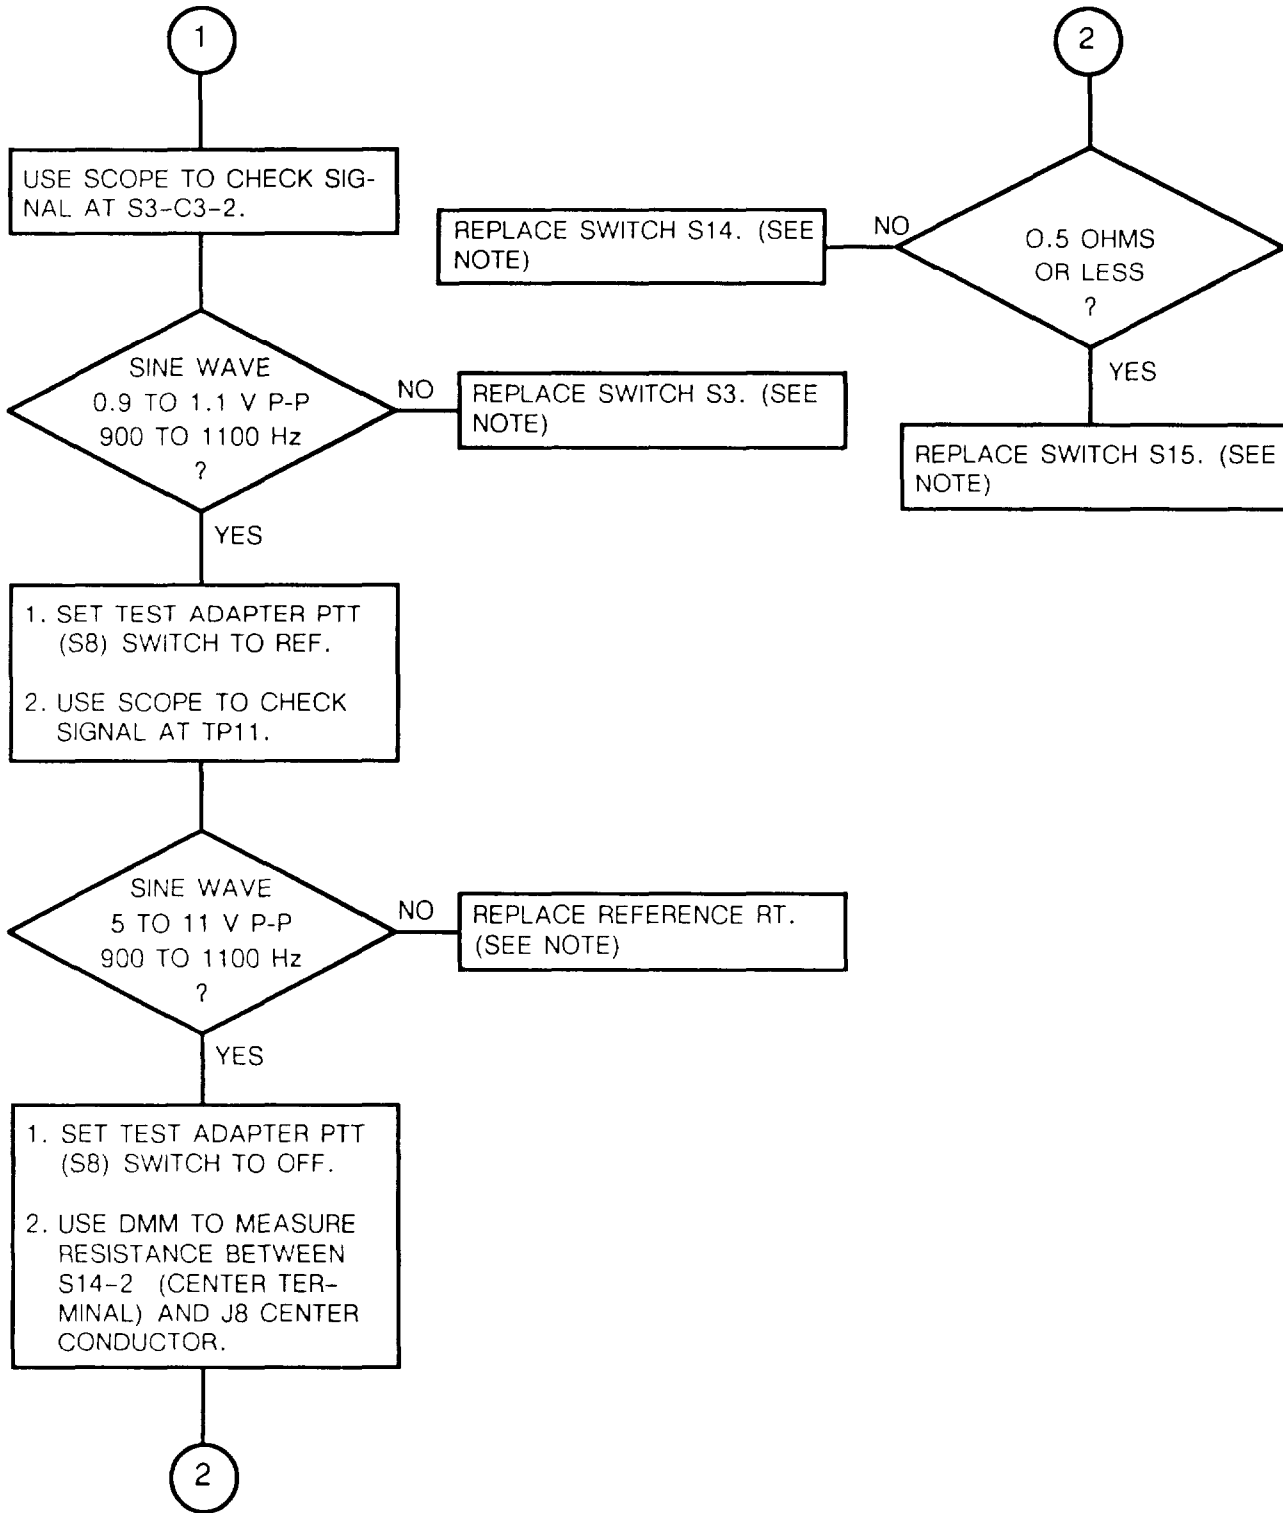 1
USE SCOPE TO CHECK SIG-
NAL AT S3-C3-2.
SINE WAVE
0.9 TO 1.1 V P-P
900 TO 1100 Hz
?
NO
REPLACE SWITCH S3. (SEE
NOTE)
YES
1. SET TEST ADAPTER PTT
(S8) SWITCH TO REF.
2. USE SCOPE TO CHECK
SIGNAL AT TP11.
SINE WAVE
5 TO 11 V P-P
900 TO 1100 Hz
?
NO
REPLACE REFERENCE RT.
(SEE NOTE)
YES
1. SET TEST ADAPTER PTT
(S8) SWITCH TO OFF.
2. USE DMM TO MEASURE
RESISTANCE BETWEEN
S14-2 (CENTER TER-
MINAL) AND J8 CENTER
CONDUCTOR.
2
2
0.5 OHMS
OR LESS
?
NO
REPLACE SWITCH S14. (SEE
NOTE)
YES
REPLACE SWITCH S15. (SEE
NOTE)